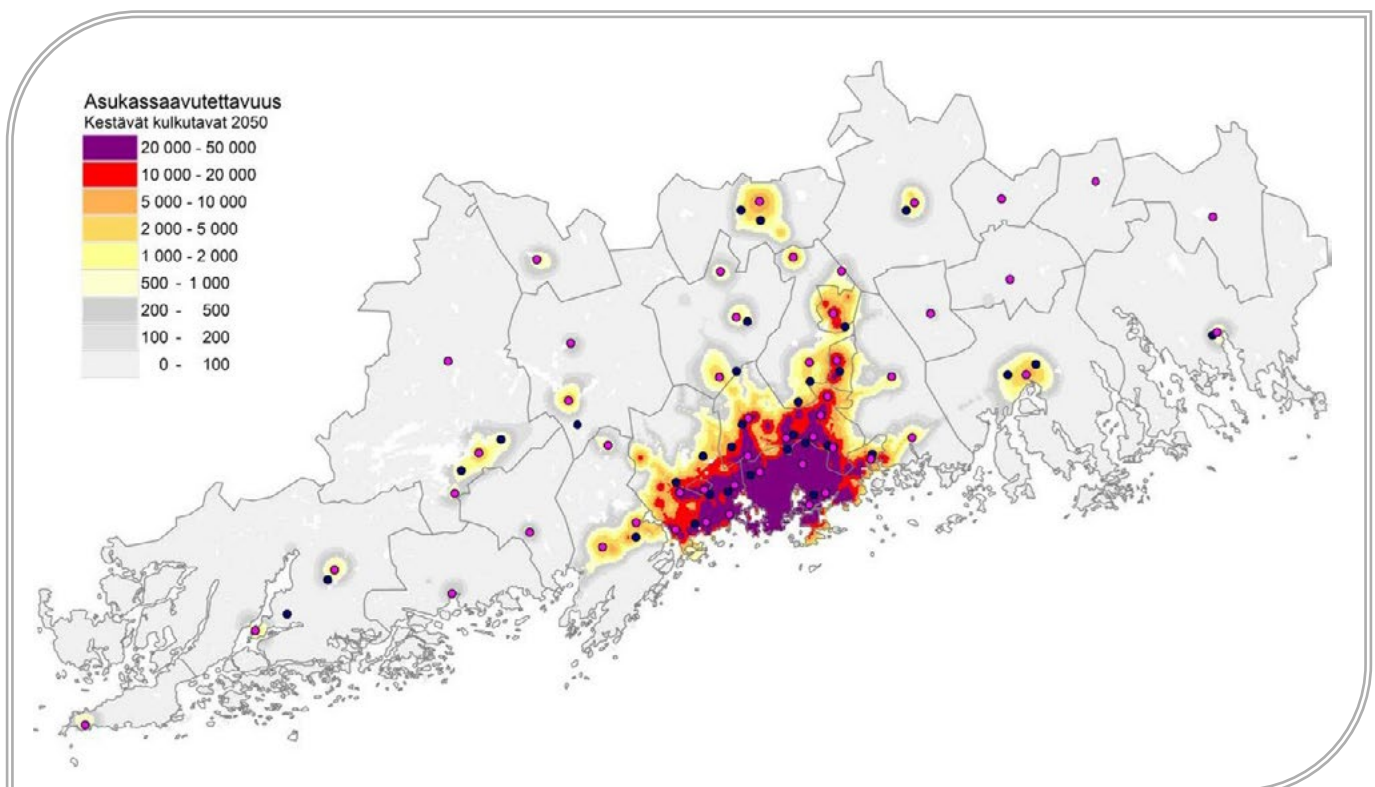 Asukassaavutettavuus
Kestävät kulkutavat 2050
20 000 - 50 000
10 000 - 20 000
5 000 - 10 000
2 000 - 5 000
1 000 - 2 000
500 - 1 000
200 - 500
100 - 200
0 - 100